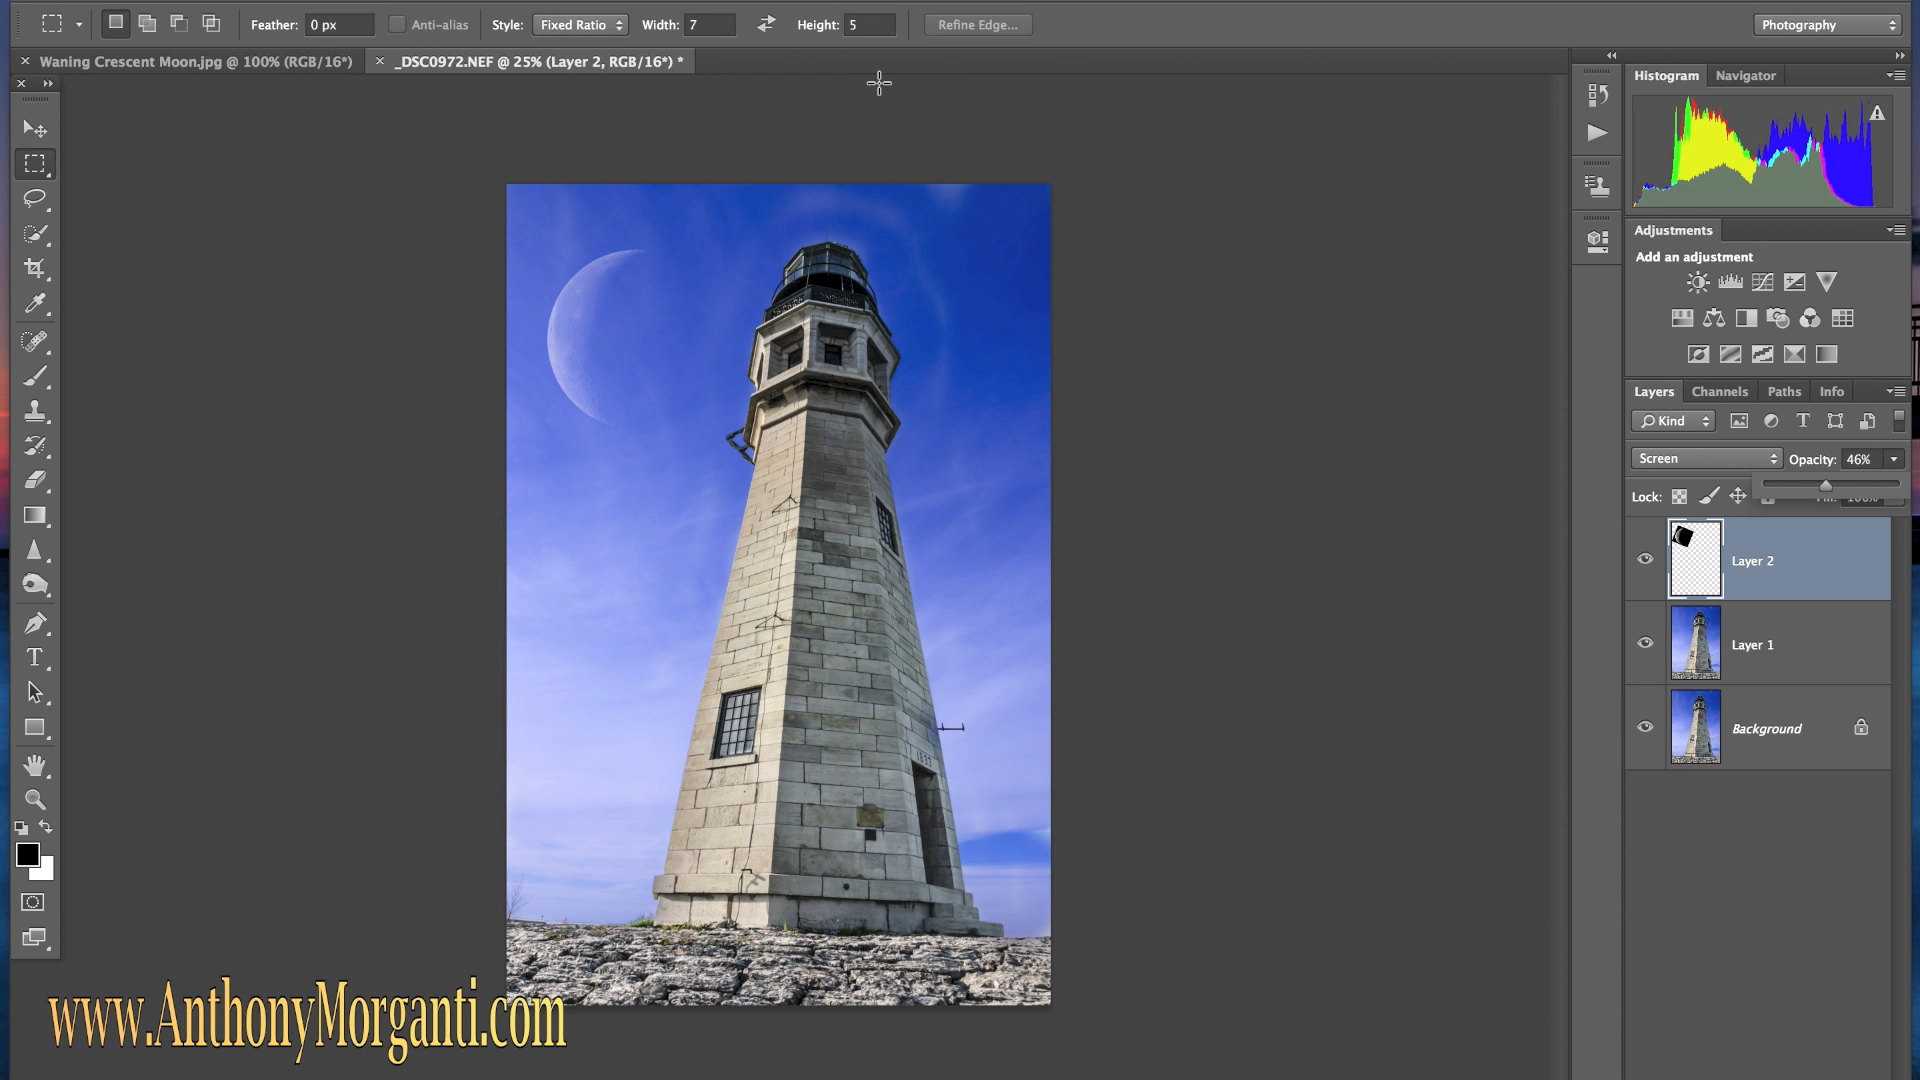 Feather: 0 px Anti-alias Style: Fixed Ratio Width: 7 Height: 5 Refine Edge... Photography
Waning Crescent Moon.jpg @ 100% (RGB/16*) _DSC0972.NEF @ 25% (Layer 2, RGB/16*) *
Histogram Navigator
Adjustments
Add an adjustment
Layers Channels Paths Info
Kind
Screen Opacity: 46%
Lock:
Layer 2
Layer 1
Background
1833
www.AnthonyMorganti.com